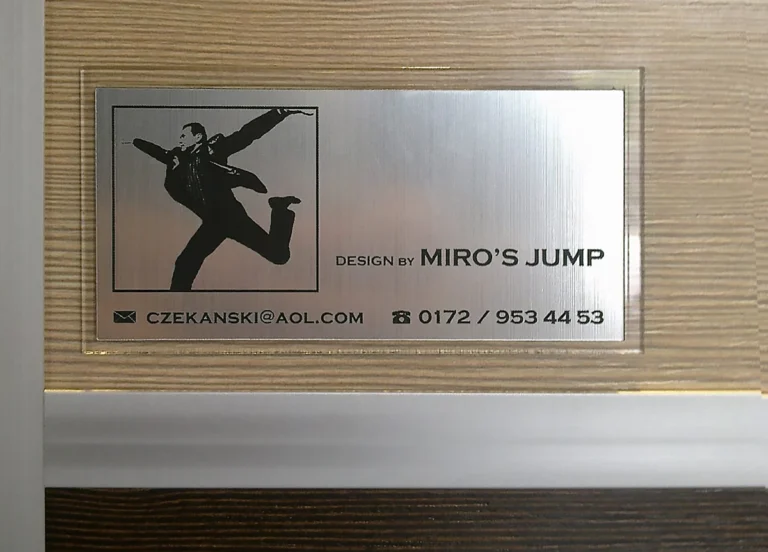 DESIGN BY MIRO'S JUMP
CZEKANSKI@AOL.COM 0172 / 953 44 53